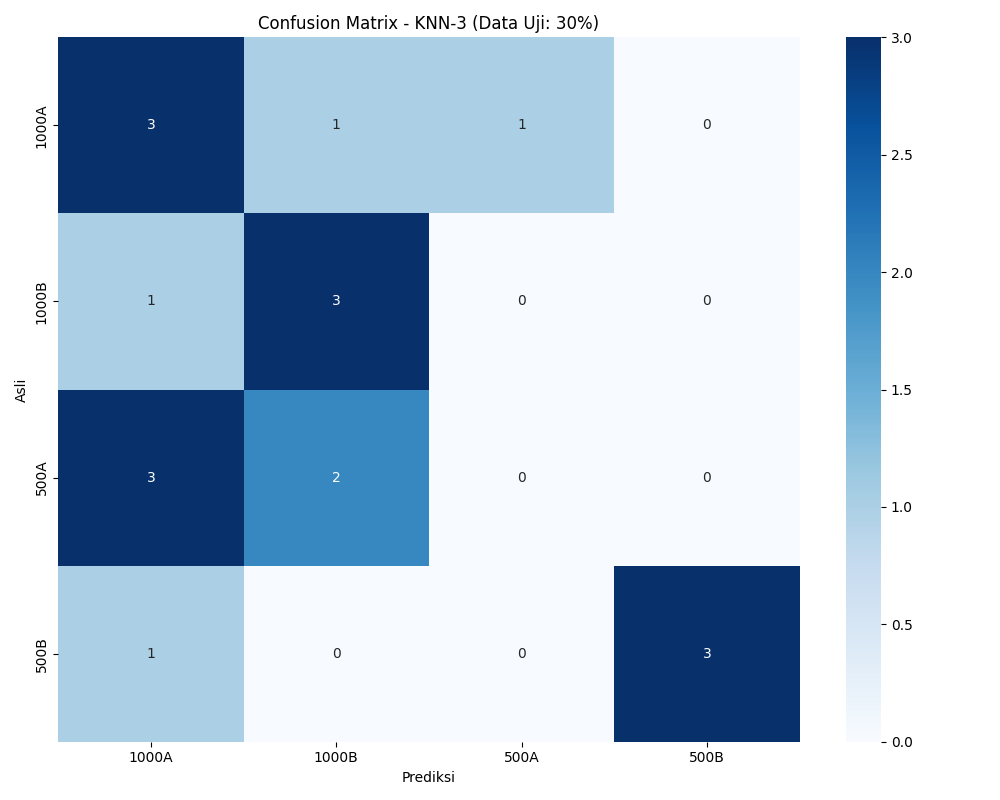 Confusion Matrix - KNN-3 (Data Uji: 30%)
Asli
1000A
3 1 1 0
1000B
1 3 0 0
500A
3 2 0 0
500B
1 0 0 3
1000A 1000B 500A 500B
Prediksi
3.0
2.5
2.0
1.5
1.0
0.5
0.0